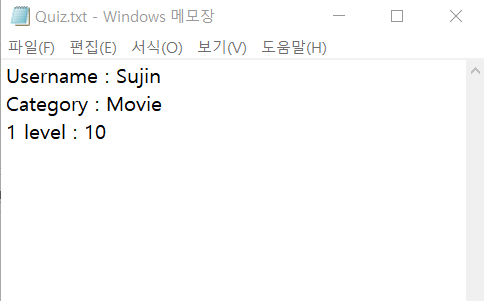 Quiz.txt - Windows 메모장
파일(F) 편집(E) 서식(O) 보기(V) 도움말(H)
Username : Sujin
Category : Movie
1 level : 10